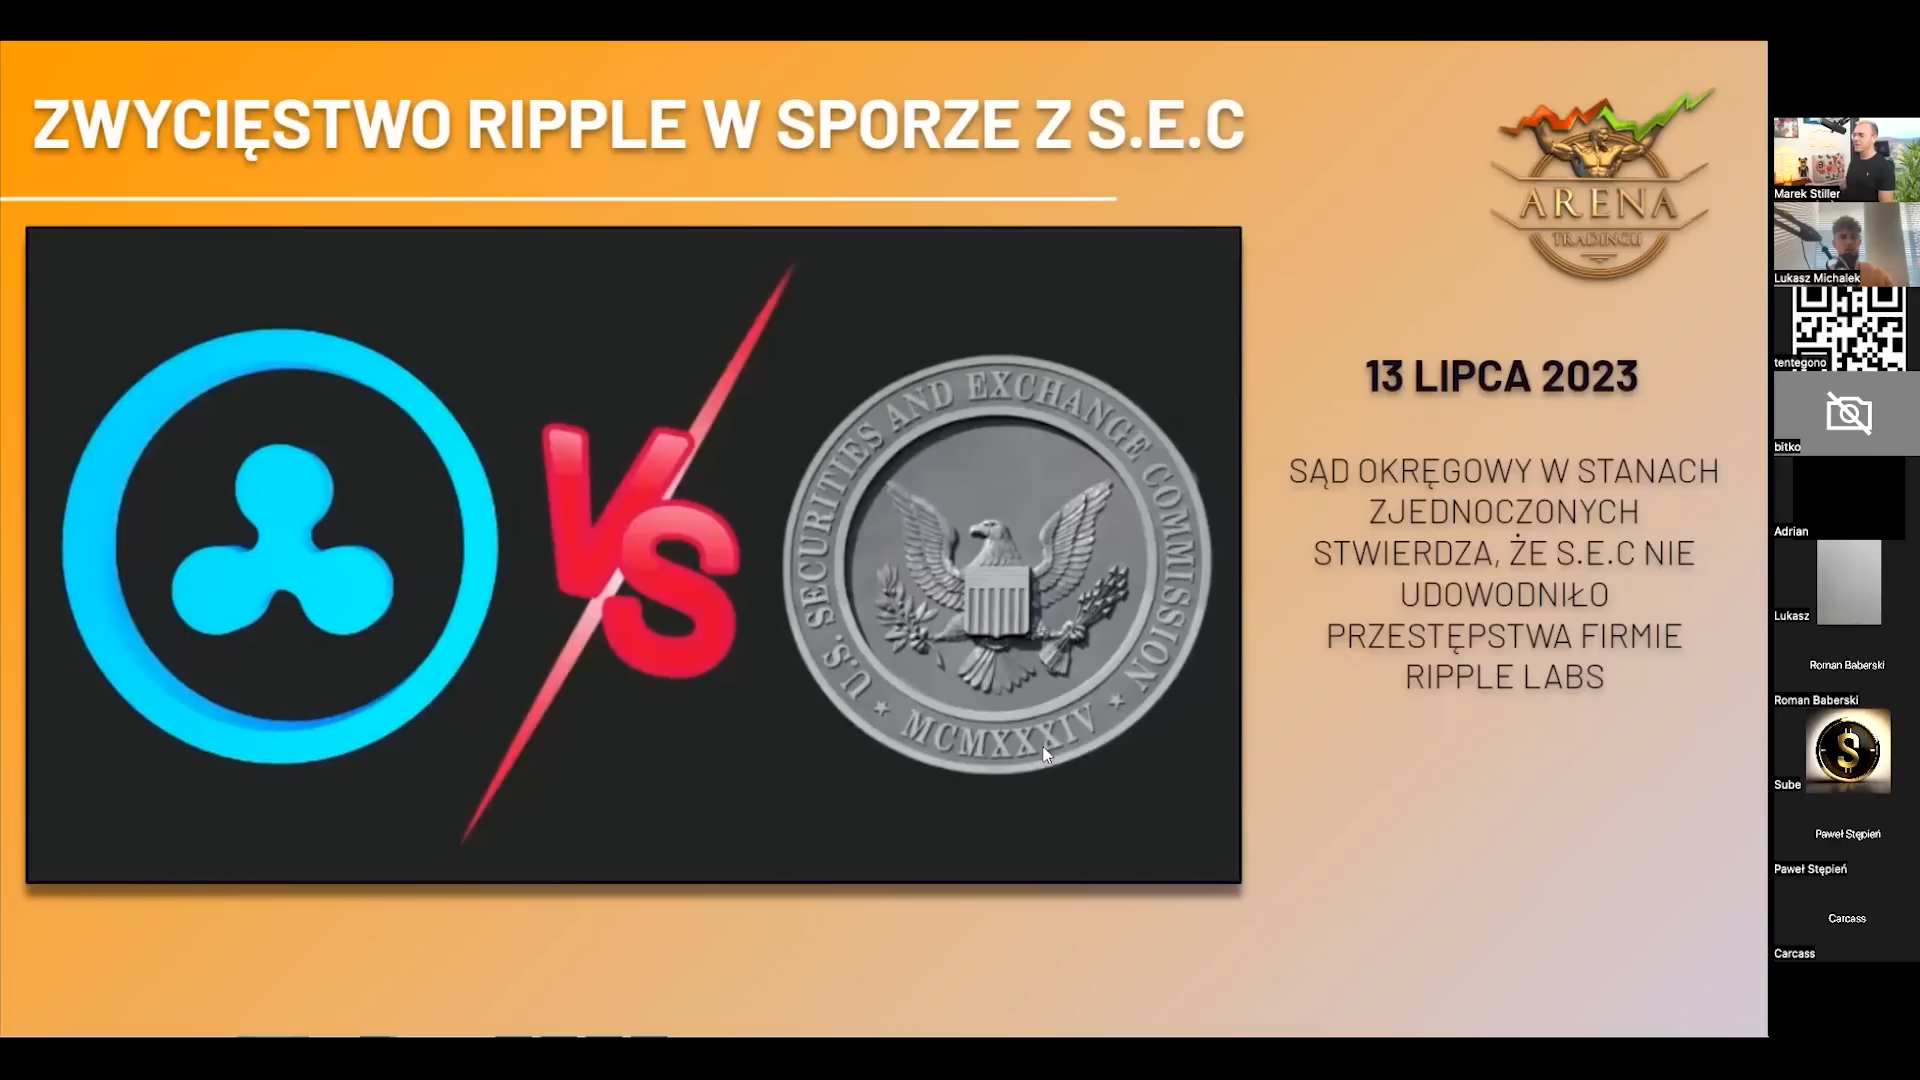 ZWYCIĘSTWO RIPPLE W SPORZE Z S.E.C
ARENA
TRADINGU
VS
U.S. SECURITIES AND EXCHANGE COMMISSION
MCMXXXIV
13 LIPCA 2023
SĄD OKRĘGOWY W STANACH
ZJEDNOCZONYCH
STWIERDZA, ŻE S.E.C NIE
UDOWODNIŁO
PRZESTĘPSTWA FIRMIE
RIPPLE LABS
Marek Stiller
Lukasz Michalek
tentegono
bitko
Adrian
Lukasz
Roman Baberski
Roman Baberski
Sube
Paweł Stępień
Paweł Stępień
Carcass
Carcass